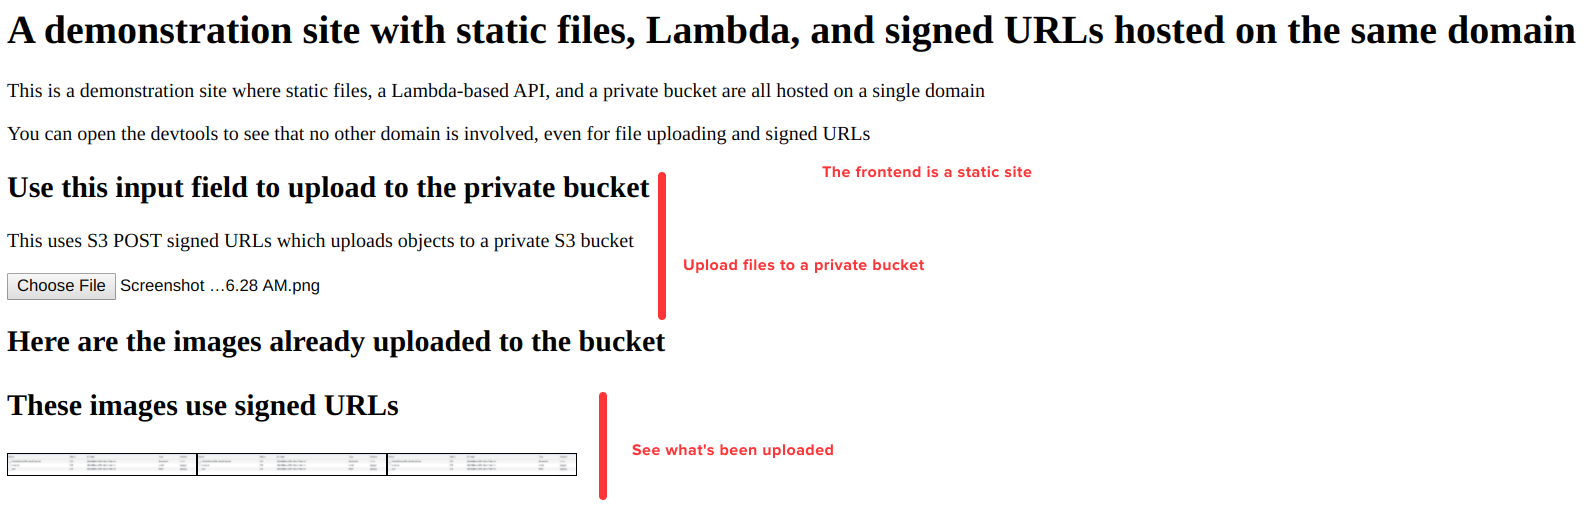 A demonstration site with static files, Lambda, and signed URLs hosted on the same domain
This is a demonstration site where static files, a Lambda-based API, and a private bucket are all hosted on a single domain
You can open the devtools to see that no other domain is involved, even for file uploading and signed URLs
The frontend is a static site
Use this input field to upload to the private bucket
This uses S3 POST signed URLs which uploads objects to a private S3 bucket
Upload files to a private bucket
Choose File Screenshot …6.28 AM.png
Here are the images already uploaded to the bucket
These images use signed URLs
See what's been uploaded